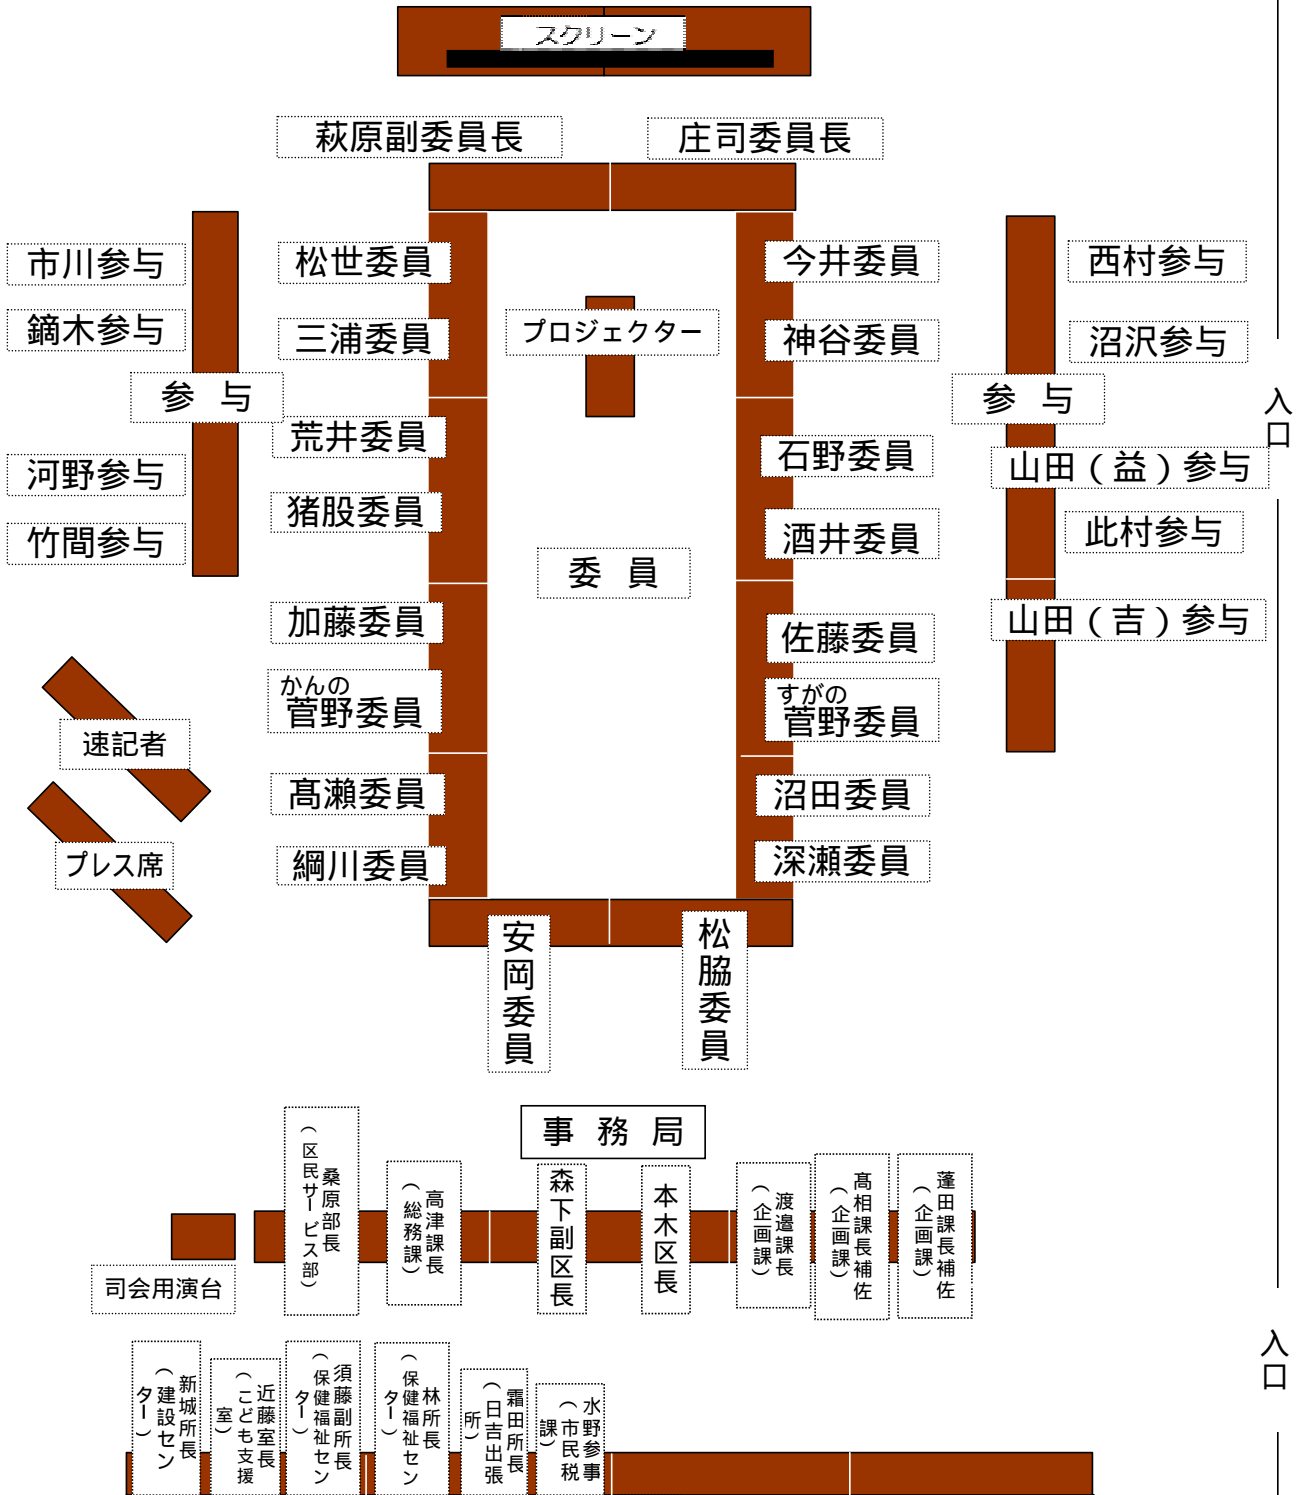 スクリーン
萩原副委員長
庄司委員長
市川参与
松世委員
今井委員
西村参与
鏑木参与
三浦委員
プロジェクター
神谷委員
沼沢参与
参 与
参 与
入口
荒井委員
石野委員
河野参与
山田（益）参与
猪股委員
酒井委員
此村参与
竹間参与
委 員
加藤委員
佐藤委員
山田（吉）参与
かんの
菅野委員
すがの
菅野委員
速記者
髙瀬委員
沼田委員
プレス席
綱川委員
深瀬委員
安岡委員
松脇委員
事 務 局
桑原部長
（区民サービス部）
高津課長
（総務課）
森下副区長
本木区長
渡邉課長
（企画課）
髙相課長補佐
（企画課）
蓬田課長補佐
（企画課）
司会用演台
入口
新城所長
（建設セン
ター）
近藤室長
（こども支援
室）
須藤副所長
（保健福祉セン
ター）
林所長
（保健福祉セン
ター）
霜田所長
（日吉出張
所）
水野参事
（市民税
課）